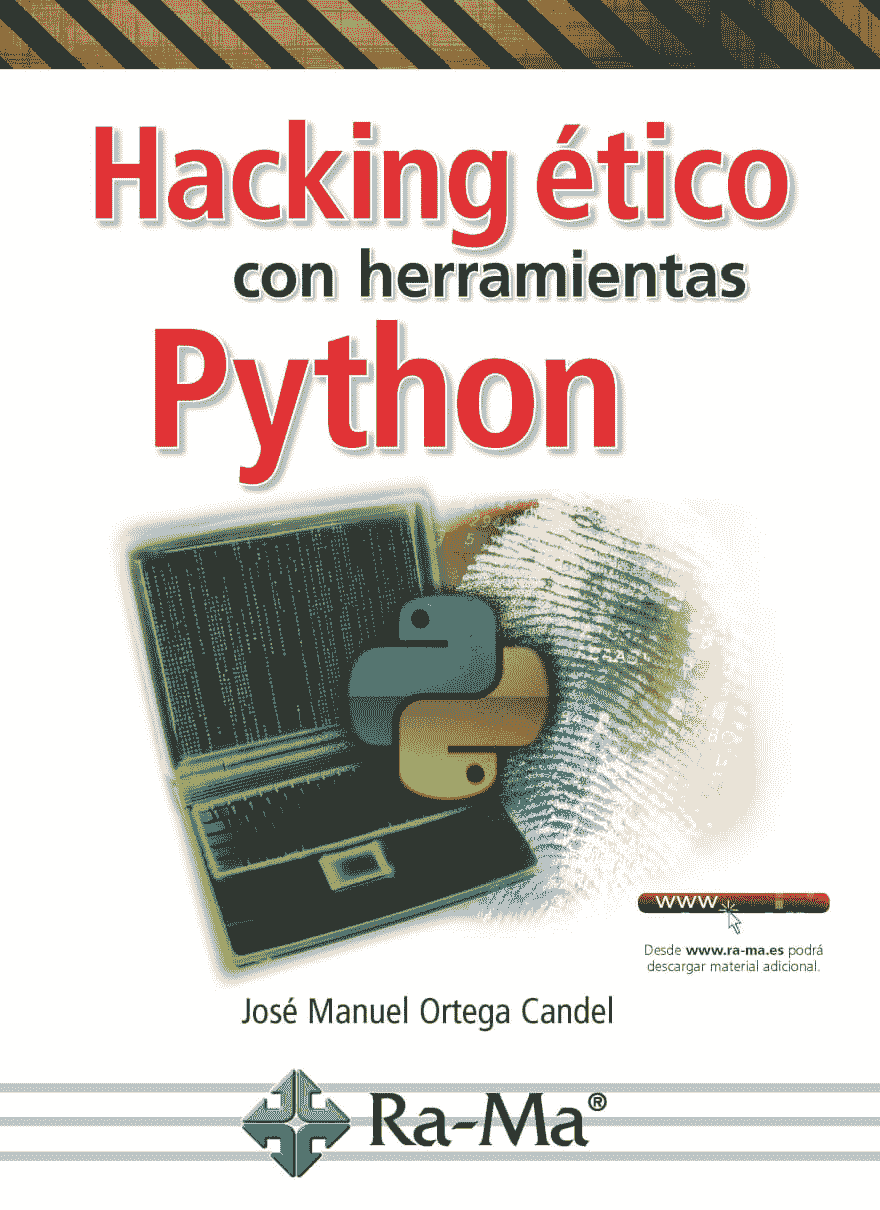 Hacking ético
con herramientas
Python
www
Desde www.ra-ma.es podrá
descargar material adicional.
José Manuel Ortega Candel
Ra-Ma®